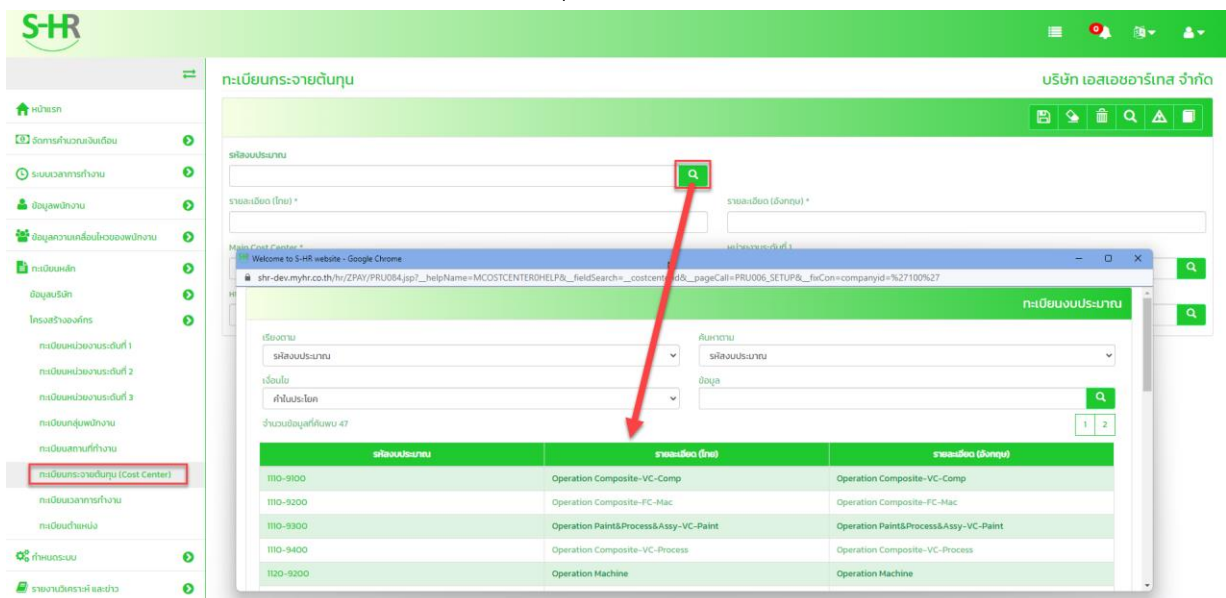 S-HR
0
ทะเบียนกระจายต้นทุน
บริษัท เอสเอชอาร์เทส จำกัด
หน้าแรก
จัดการคำนวณเงินเดือน
ระบบเวลาการทำงาน
ข้อมูลพนักงาน
ข้อมูลความเคลื่อนไหวของพนักงาน
ทะเบียนหลัก
ข้อมูลบริษัท
โครงสร้างองค์กร
ทะเบียนหน่วยงานระดับที่ 1
ทะเบียนหน่วยงานระดับที่ 2
ทะเบียนหน่วยงานระดับที่ 3
ทะเบียนกลุ่มพนักงาน
ทะเบียนสถานที่ทำงาน
ทะเบียนกระจายต้นทุน (Cost Center)
ทะเบียนเวลาการทำงาน
ทะเบียนตำแหน่ง
กำหนดระบบ
รายงานวิเคราะห์ และข่าว
รหัสงบประมาณ
รายละเอียด (ไทย) *
รายละเอียด (อังกฤษ) *
Main Cost Center *
หน่วยงานระดับที่ 1
Welcome to S-HR website - Google Chrome
shr-dev.myhr.co.th/hr/ZPAY/PRU084.jsp?__helpName=MCOSTCENTER0HELP&__fieldSearch=__costcenterid&__pageCall=PRU006_SETUP&__fixCon=companyid=%27100%27
ทะเบียนงบประมาณ
เรียงตาม
ค้นหาตาม
รหัสงบประมาณ
รหัสงบประมาณ
เงื่อนไข
ข้อมูล
คำในประโยค
จำนวนข้อมูลที่ค้นพบ 47
1 2
รหัสงบประมาณ รายละเอียด (ไทย) รายละเอียด (อังกฤษ)
1110-9100 Operation Composite-VC-Comp Operation Composite-VC-Comp
1110-9200 Operation Composite-FC-Mac Operation Composite-FC-Mac
1110-9300 Operation Paint&Process&Assy-VC-Paint Operation Paint&Process&Assy-VC-Paint
1110-9400 Operation Composite-VC-Process Operation Composite-VC-Process
1120-9200 Operation Machine Operation Machine